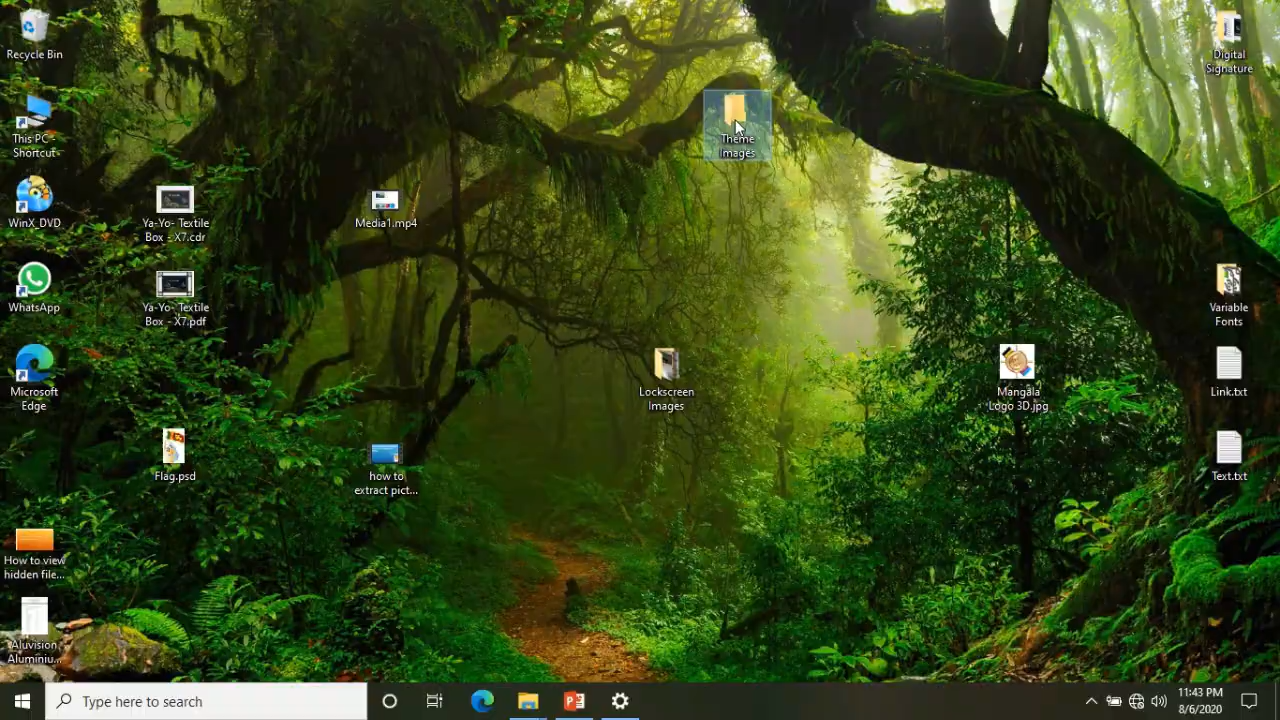 Recycle Bin
This PC -
Shortcut
WinX_DVD
WhatsApp
Microsoft
Edge
How to view
hidden file...
Aluvision
Aluminiu...
Ya-Yo- Textile
Box - X7.cdr
Ya-Yo- Textile
Box - X7.pdf
Flag.psd
Media1.mp4
how to
extract pict...
Theme
Images
Lockscreen
Images
Mangala
Logo 3D.jpg
Digital
Signature
Variable
Fonts
Link.txt
Text.txt
Type here to search
11:43 PM
8/6/2020